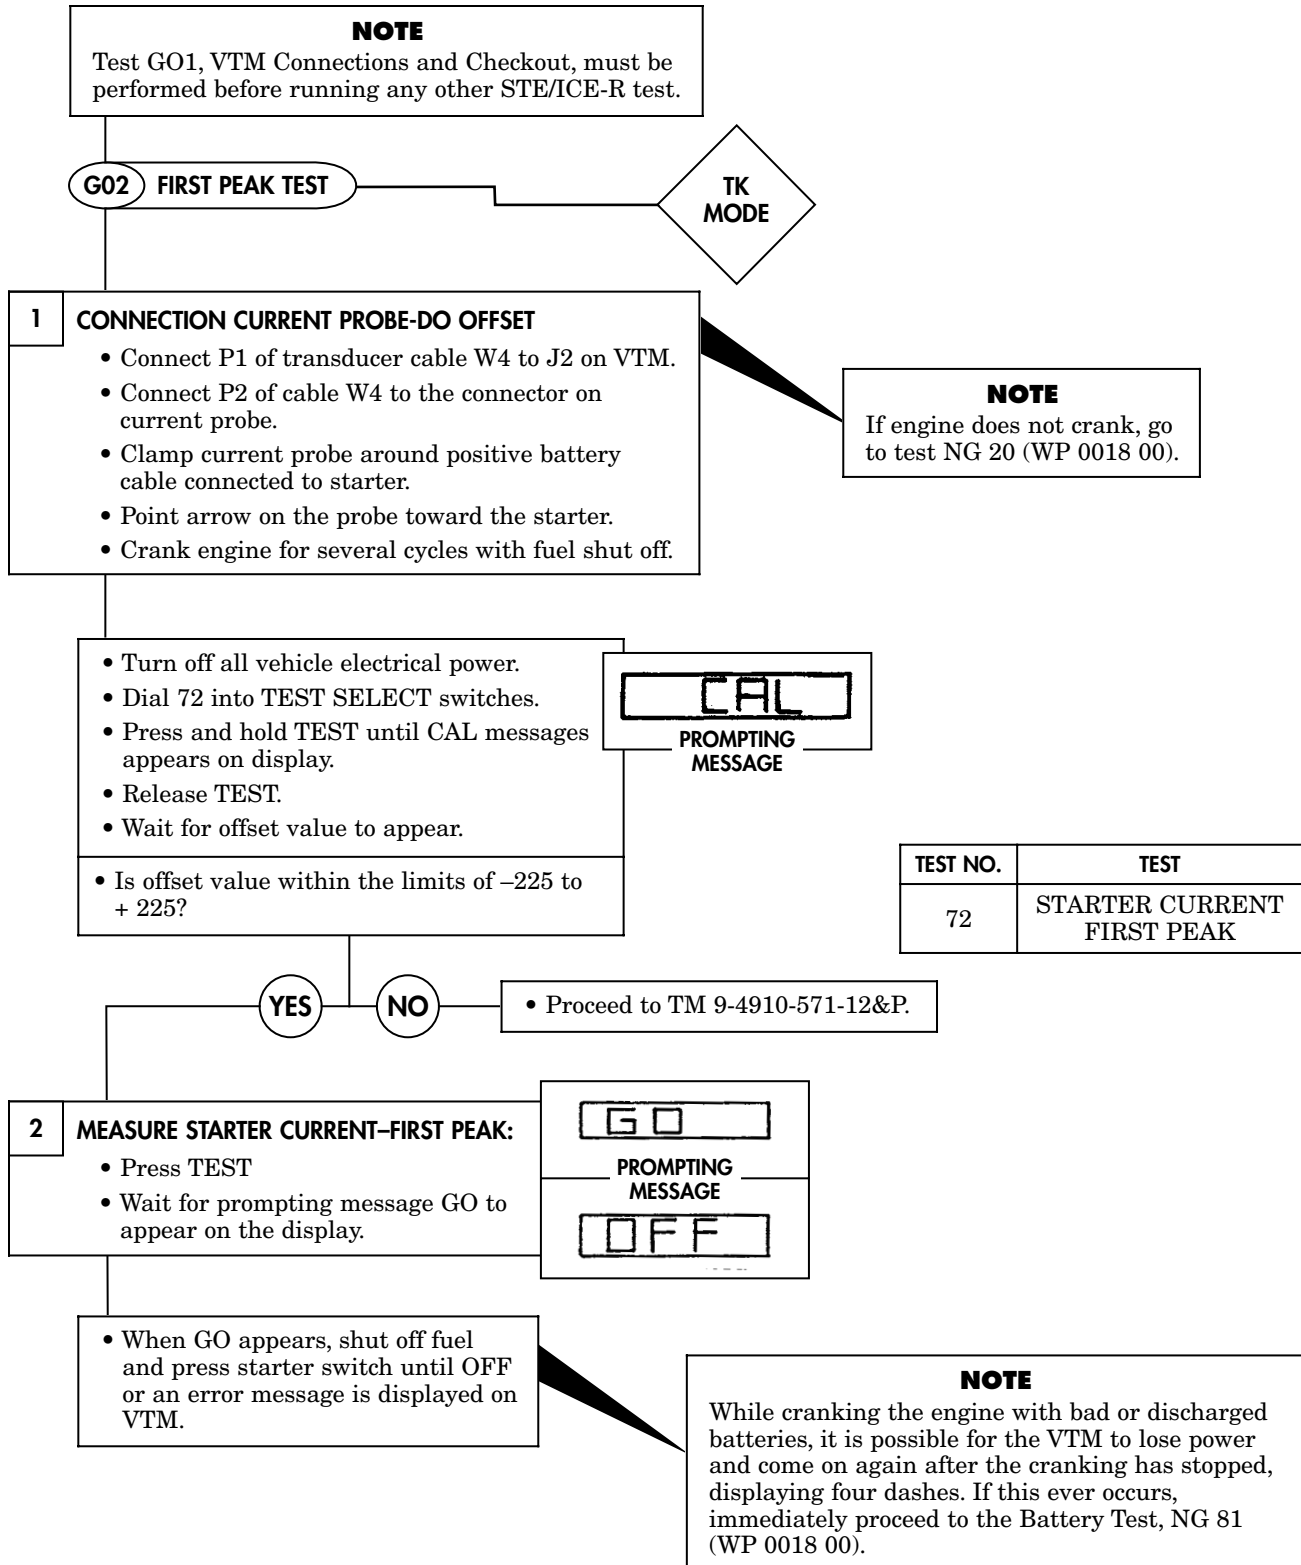 NOTE
Test GO1, VTM Connections and Checkout, must be
performed before running any other STE/ICE-R test.
G02 FIRST PEAK TEST
TK
MODE
1 CONNECTION CURRENT PROBE-DO OFFSET
• Connect P1 of transducer cable W4 to J2 on VTM.
• Connect P2 of cable W4 to the connector on
current probe.
• Clamp current probe around positive battery
cable connected to starter.
• Point arrow on the probe toward the starter.
• Crank engine for several cycles with fuel shut off.
NOTE
If engine does not crank, go
to test NG 20 (WP 0018 00).
• Turn off all vehicle electrical power.
• Dial 72 into TEST SELECT switches.
• Press and hold TEST until CAL messages
appears on display.
• Release TEST.
• Wait for offset value to appear.
CAL
PROMPTING
MESSAGE
• Is offset value within the limits of –225 to
+ 225?
TEST NO. TEST
72 STARTER CURRENT
FIRST PEAK
YES NO
• Proceed to TM 9-4910-571-12&P.
2 MEASURE STARTER CURRENT–FIRST PEAK:
• Press TEST
• Wait for prompting message GO to
appear on the display.
GO
PROMPTING
MESSAGE
OFF
• When GO appears, shut off fuel
and press starter switch until OFF
or an error message is displayed on
VTM.
NOTE
While cranking the engine with bad or discharged
batteries, it is possible for the VTM to lose power
and come on again after the cranking has stopped,
displaying four dashes. If this ever occurs,
immediately proceed to the Battery Test, NG 81
(WP 0018 00).